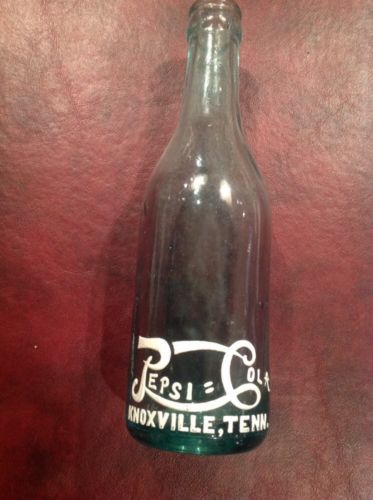 PEPSI = COLA
KNOXVILLE, TENN.